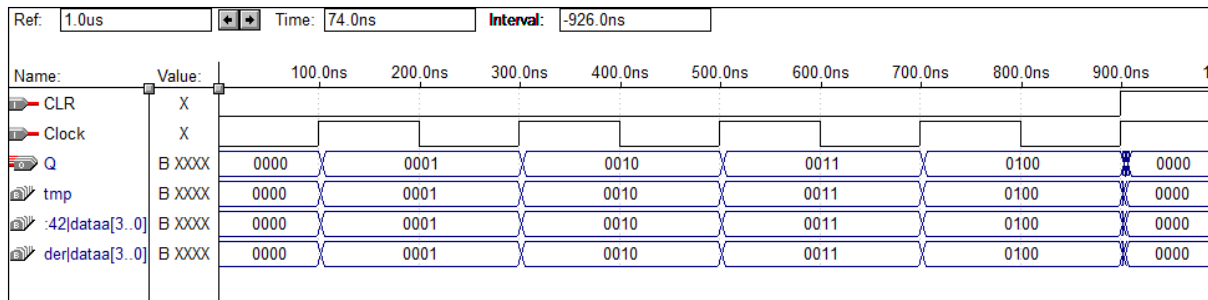 Ref: 1.0us Time: 74.0ns Interval: -926.0ns
Name: Value: 100.0ns 200.0ns 300.0ns 400.0ns 500.0ns 600.0ns 700.0ns 800.0ns 900.0ns 1
CLR X
Clock X
Q B XXXX 0000 0001 0010 0011 0100 0000
tmp B XXXX 0000 0001 0010 0011 0100 0000
:42|dataa[3..0] B XXXX 0000 0001 0010 0011 0100 0000
der|dataa[3..0] B XXXX 0000 0001 0010 0011 0100 0000